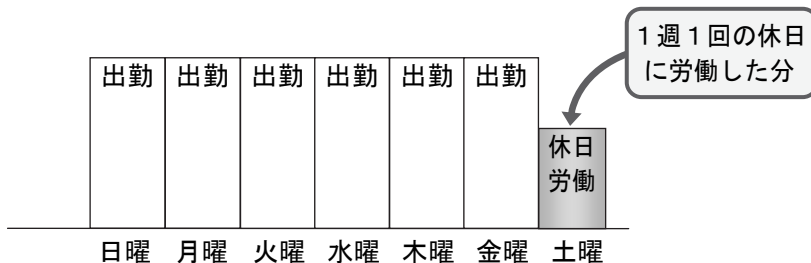 1週1回の休日
に労働した分
出勤 出勤 出勤 出勤 出勤 出勤
休日
労働
日曜 月曜 火曜 水曜 木曜 金曜 土曜